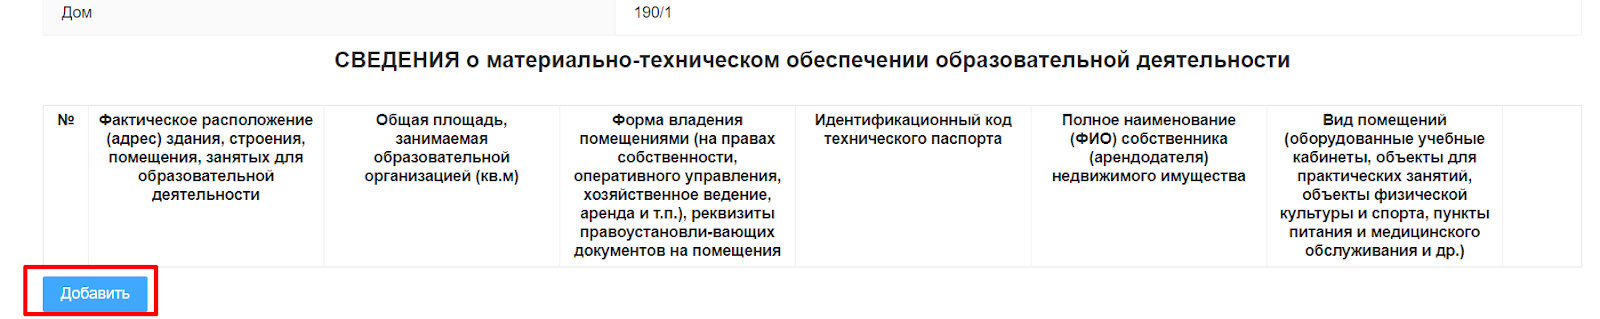 Дом 190/1
СВЕДЕНИЯ о материально-техническом обеспечении образовательной деятельности
№
Фактическое расположение
(адрес) здания, строения,
помещения, занятых для
образовательной
деятельности
Общая площадь,
занимаемая
образовательной
организацией (кв.м)
Форма владения
помещениями (на правах
собственности,
оперативного управления,
хозяйственное ведение,
аренда и т.п.), реквизиты
правоустановли-вающих
документов на помещения
Идентификационный код
технического паспорта
Полное наименование
(ФИО) собственника
(арендодателя)
недвижимого имущества
Вид помещений
(оборудованные учебные
кабинеты, объекты для
практических занятий,
объекты физической
культуры и спорта, пункты
питания и медицинского
обслуживания и др.)
Добавить